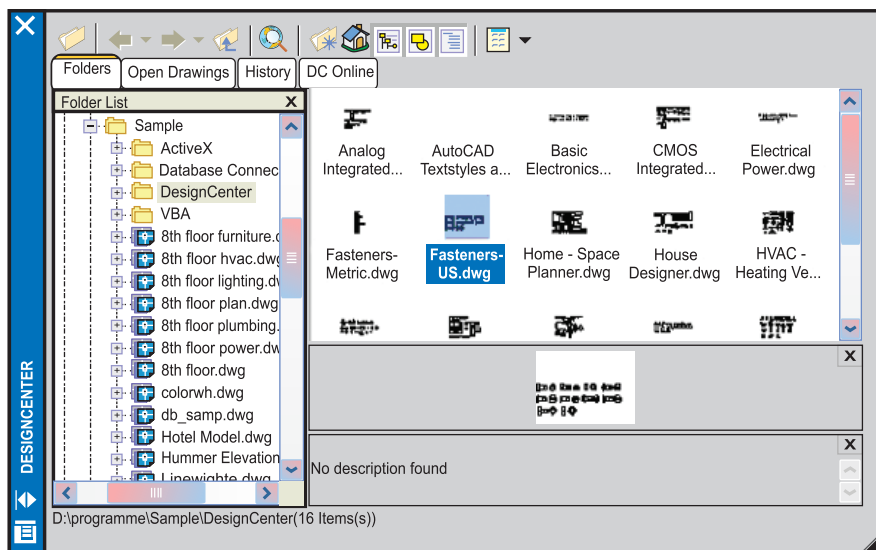 Folders
Open Drawings
History
DC Online
Folder List
X
Sample
ActiveX
Database Connec
DesignCenter
VBA
8th floor furniture.d
8th floor hvac.dwg
8th floor lighting.dw
8th floor plan.dwg
8th floor plumbing.
8th floor power.dw
8th floor.dwg
colorwh.dwg
db_samp.dwg
Hotel Model.dwg
Hummer Elevation
Linewighte.dwg
Analog
Integrated...
AutoCAD
Textstyles a...
Basic
Electronics...
CMOS
Integrated...
Electrical
Power.dwg
Fasteners-
Metric.dwg
Fasteners-
US.dwg
Home - Space
Planner.dwg
House
Designer.dwg
HVAC -
Heating Ve...
X
X
No description found
DESIGNCENTER
D:\programme\Sample\DesignCenter(16 Items(s))